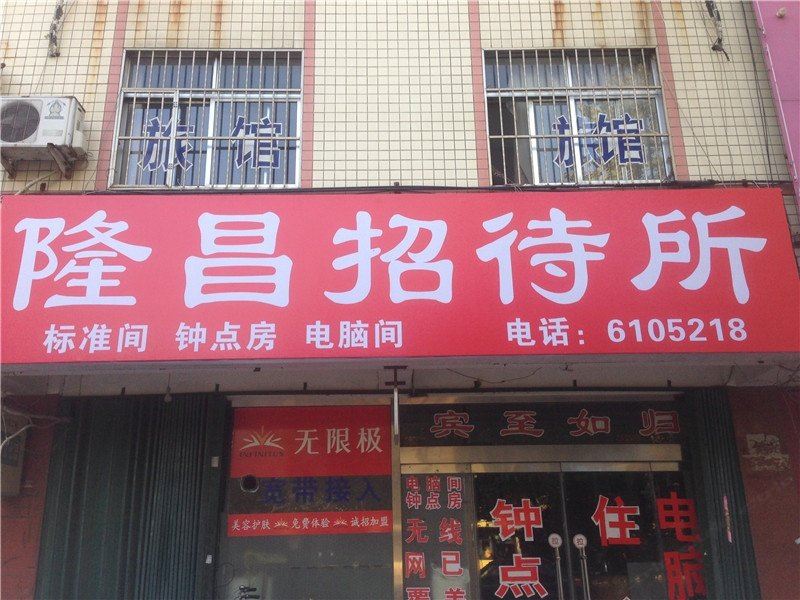 旅馆
旅馆
隆昌招待所
标准间 钟点房 电脑间 电话：6105218
INFINITUS 无限极
宽带接入
美容护肤 免费体验 诚招加盟
宾至如归
电脑间
钟点房
无线
网已
钟点
住
电脑
拉
拉